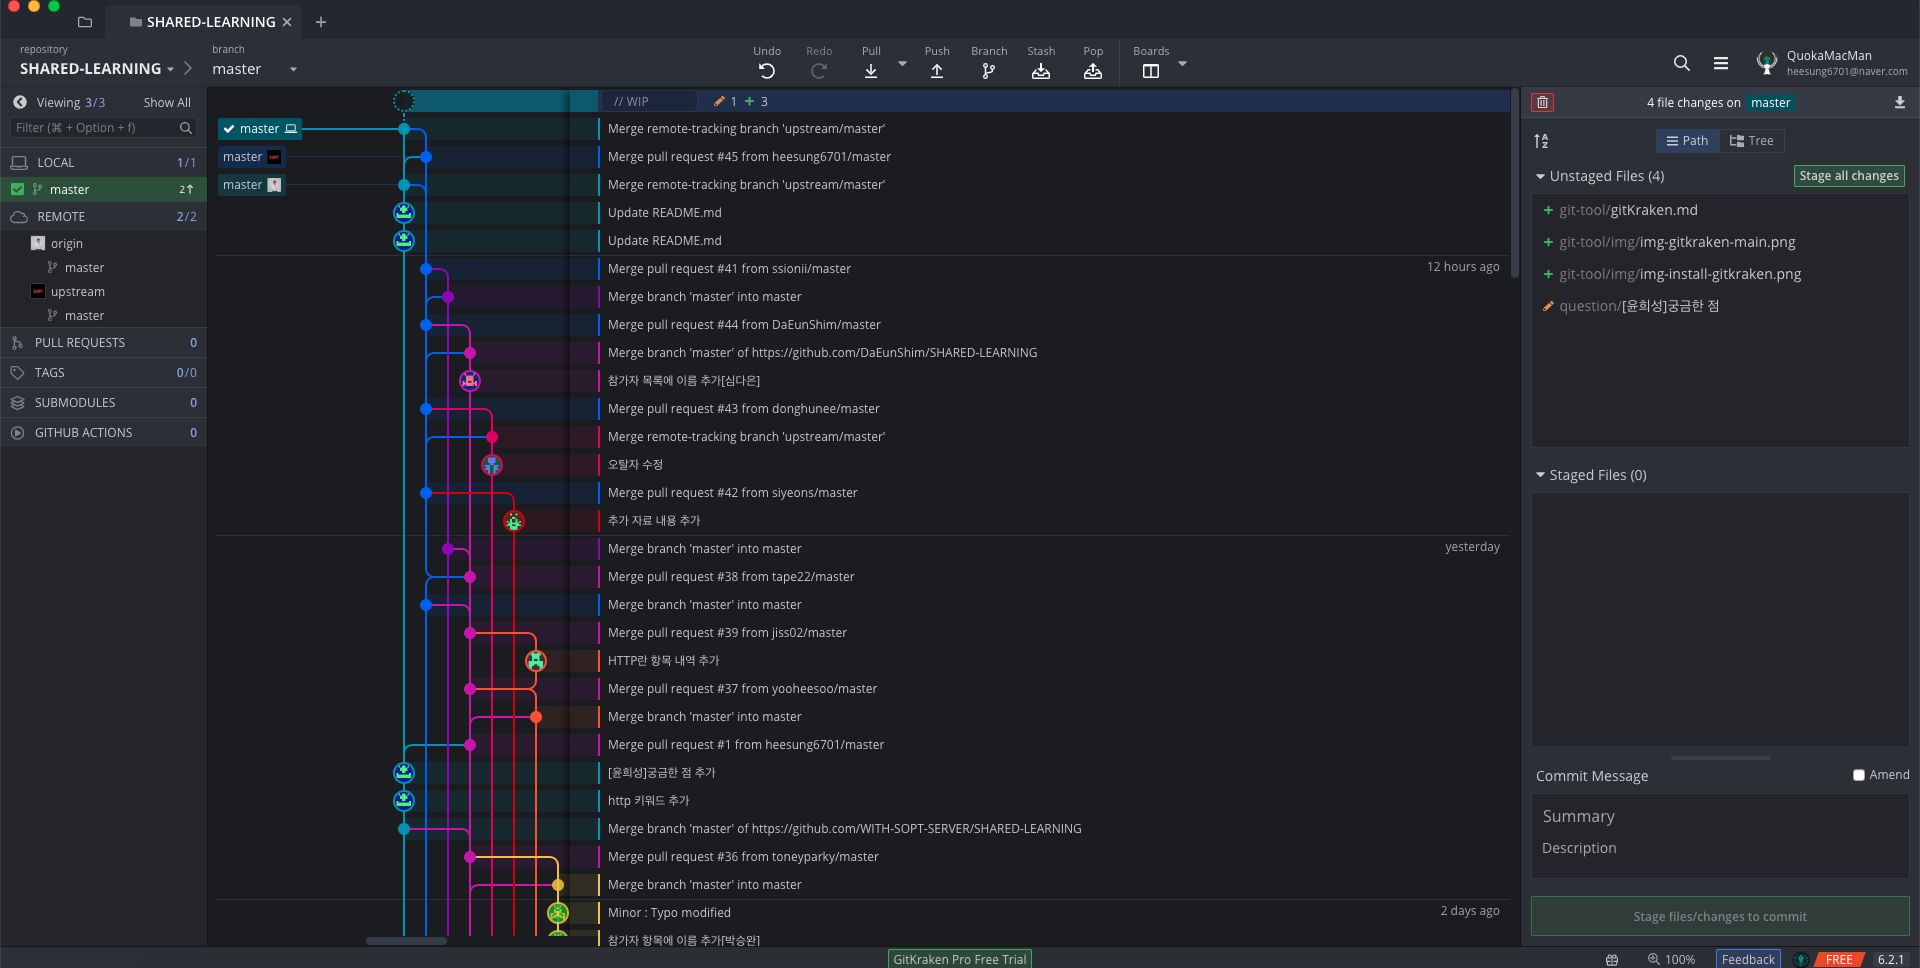 SHARED-LEARNING
repository
SHARED-LEARNING
branch
master
Undo
Redo
Pull
Push
Branch
Stash
Pop
Boards
QuokaMacMan
heesung6701@naver.com
Viewing 3/3
Show All
Filter (⌘ + Option + f)
LOCAL 1/1
master 2↑
REMOTE 2/2
origin
master
upstream
master
PULL REQUESTS 0
TAGS 0/0
SUBMODULES 0
GITHUB ACTIONS 0
// WIP 1 + 3
master Merge remote-tracking branch 'upstream/master'
master Merge pull request #45 from heesung6701/master
master Merge remote-tracking branch 'upstream/master'
Update README.md
Update README.md
Merge pull request #41 from ssionii/master 12 hours ago
Merge branch 'master' into master
Merge pull request #44 from DaEunShim/master
Merge branch 'master' of https://github.com/DaEunShim/SHARED-LEARNING
참가자 목록에 이름 추가[심다은]
Merge pull request #43 from donghunee/master
Merge remote-tracking branch 'upstream/master'
오탈자 수정
Merge pull request #42 from siyeons/master
추가 자료 내용 추가
Merge branch 'master' into master yesterday
Merge pull request #38 from tape22/master
Merge branch 'master' into master
Merge pull request #39 from jiss02/master
HTTP란 항목 내역 추가
Merge pull request #37 from yooheesoo/master
Merge branch 'master' into master
Merge pull request #1 from heesung6701/master
[윤희성]궁금한 점 추가
http 키워드 추가
Merge branch 'master' of https://github.com/WITH-SOPT-SERVER/SHARED-LEARNING
Merge pull request #36 from toneyparky/master
Merge branch 'master' into master
Minor : Typo modified 2 days ago
참가자 항목에 이름 추가[박승완]
4 file changes on master
Path
Tree
Unstaged Files (4)
Stage all changes
+ git-tool/gitKraken.md
+ git-tool/img/img-gitkraken-main.png
+ git-tool/img/img-install-gitkraken.png
question/[윤희성]궁금한 점
Staged Files (0)
Commit Message
Amend
Summary
Description
Stage files/changes to commit
GitKraken Pro Free Trial
100%
Feedback
FREE
6.2.1